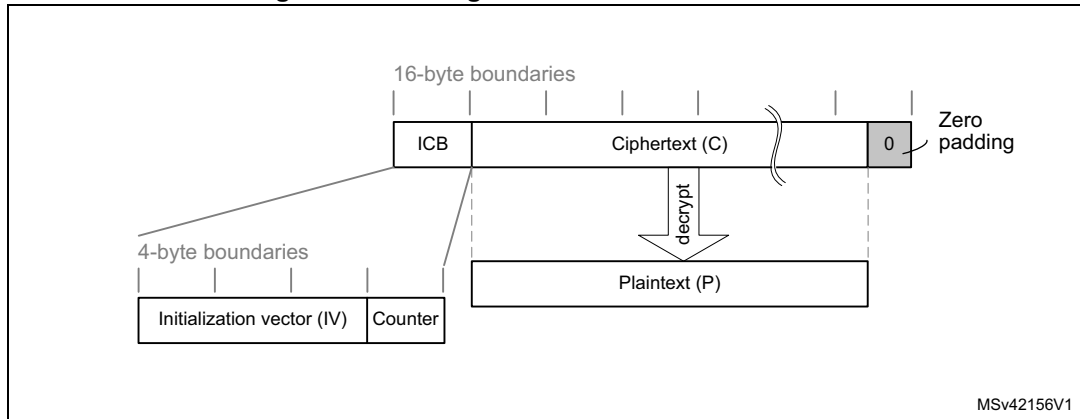 16-byte boundaries
ICB
Ciphertext (C)
0
Zero
padding
decrypt
4-byte boundaries
Plaintext (P)
Initialization vector (IV)
Counter
MSv42156V1